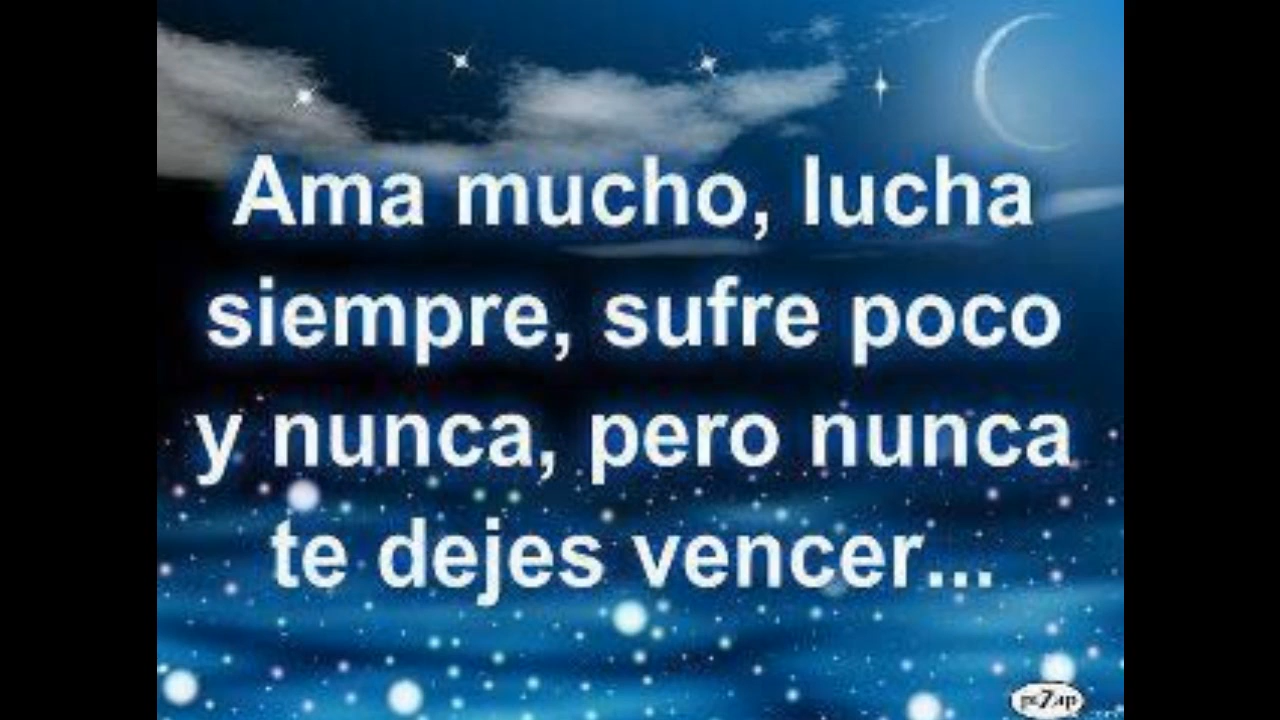 Ama mucho, lucha
siempre, sufre poco
y nunca, pero nunca
te dejes vencer...